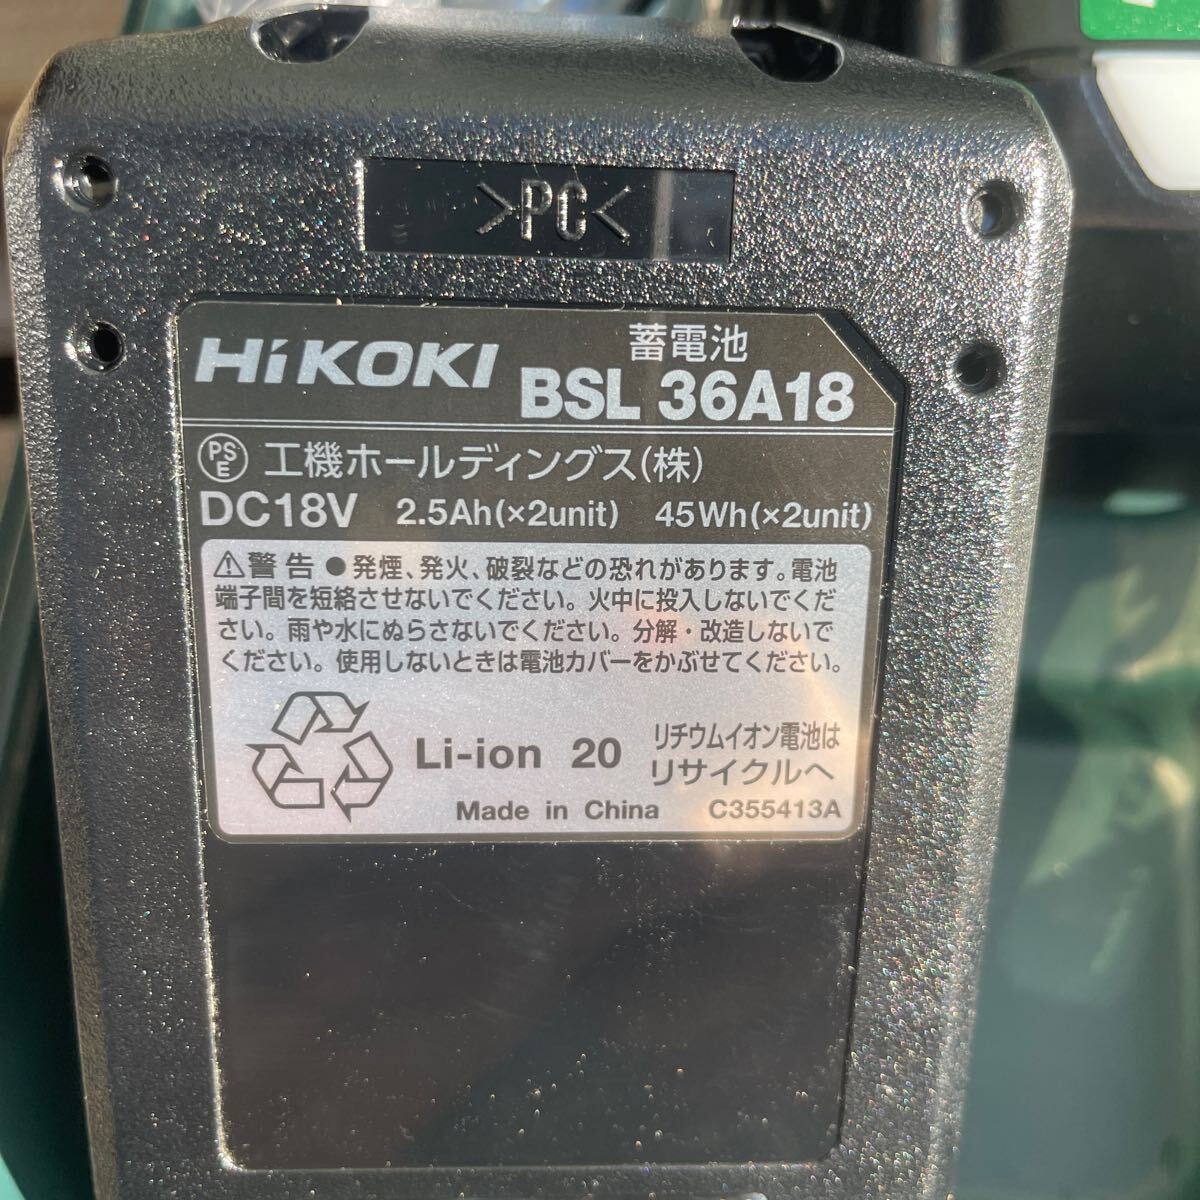 >PC<
HiKOKI
蓄電池
BSL 36A18
PS E 工機ホールディングス(株)
DC18V 2.5Ah(×2unit) 45Wh(×2unit)
⚠警告 ●発煙、発火、破裂などの恐れがあります。電池
端子間を短絡させないでください。火中に投入しないでくだ
さい。雨や水にぬらさないでください。分解・改造しないで
ください。使用しないときは電池カバーをかぶせてください。
Li-ion 20
リチウムイオン電池は
リサイクルへ
Made in China C355413A